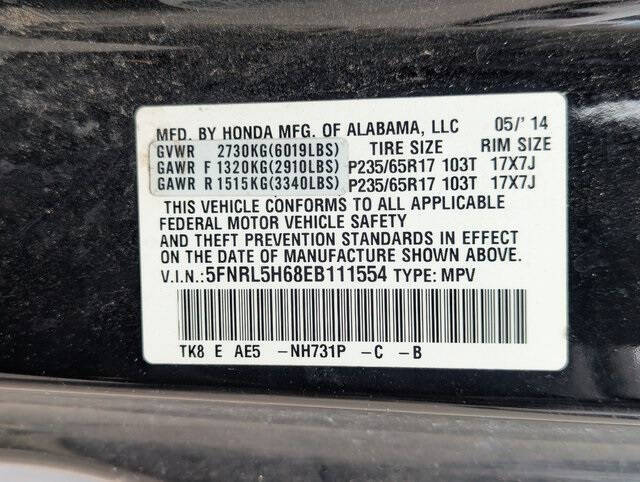 MFD. BY HONDA MFG. OF ALABAMA, LLC 05/'14
GVWR 2730KG(6019LBS) TIRE SIZE RIM SIZE
GAWR F 1320KG(2910LBS) P235/65R17 103T 17X7J
GAWR R 1515KG(3340LBS) P235/65R17 103T 17X7J
THIS VEHICLE CONFORMS TO ALL APPLICABLE
FEDERAL MOTOR VEHICLE SAFETY
AND THEFT PREVENTION STANDARDS IN EFFECT
ON THE DATE OF MANUFACTURE SHOWN ABOVE.
V.I.N.:5FNRL5H68EB111554 TYPE: MPV
TK8 E AE5 -NH731P -C -B